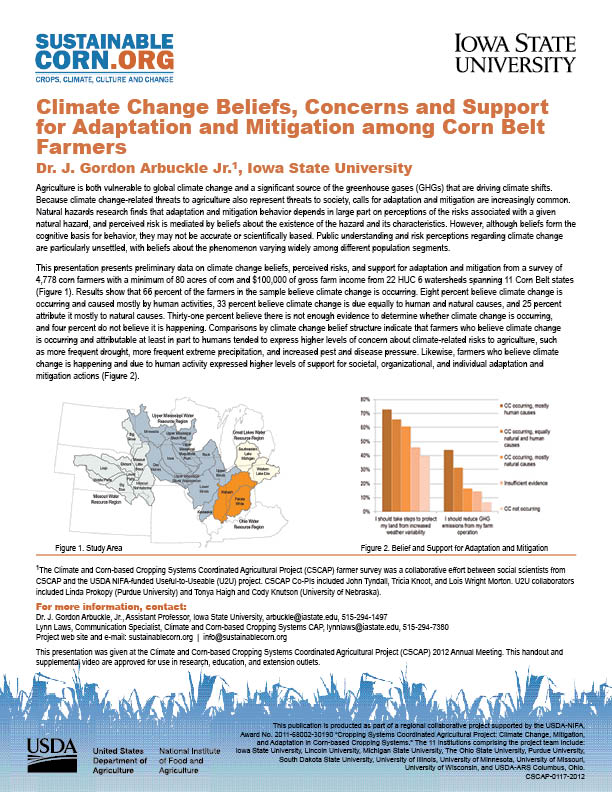 SUSTAINABLE
CORN.ORG
CROPS, CLIMATE, CULTURE AND CHANGE
IOWA STATE
UNIVERSITY
Climate Change Beliefs, Concerns and Support
for Adaptation and Mitigation among Corn Belt
Farmers
Dr. J. Gordon Arbuckle Jr.¹, Iowa State University
Agriculture is both vulnerable to global climate change and a significant source of the greenhouse gases (GHGs) that are driving climate shifts.
Because climate change-related threats to agriculture also represent threats to society, calls for adaptation and mitigation are increasingly common.
Natural hazards research finds that adaptation and mitigation behavior depends in large part on perceptions of the risks associated with a given
natural hazard, and perceived risk is mediated by beliefs about the existence of the hazard and its characteristics. However, although beliefs form the
cognitive basis for behavior, they may not be accurate or scientifically based. Public understanding and risk perceptions regarding climate change
are particularly unsettled, with beliefs about the phenomenon varying widely among different population segments.
This presentation presents preliminary data on climate change beliefs, perceived risks, and support for adaptation and mitigation from a survey of
4,778 corn farmers with a minimum of 80 acres of corn and $100,000 of gross farm income from 22 HUC 6 watersheds spanning 11 Corn Belt states
(Figure 1). Results show that 66 percent of the farmers in the sample believe climate change is occurring. Eight percent believe climate change is
occurring and caused mostly by human activities, 33 percent believe climate change is due equally to human and natural causes, and 25 percent
attribute it mostly to natural causes. Thirty-one percent believe there is not enough evidence to determine whether climate change is occurring,
and four percent do not believe it is happening. Comparisons by climate change belief structure indicate that farmers who believe climate change
is occurring and attributable at least in part to humans tended to express higher levels of concern about climate-related risks to agriculture, such
as more frequent drought, more frequent extreme precipitation, and increased pest and disease pressure. Likewise, farmers who believe climate
change is happening and due to human activity expressed higher levels of support for societal, organizational, and individual adaptation and
mitigation actions (Figure 2).
Upper Mississippi Water
Resource Region
Great Lakes Water
Resource Region
Missouri Water
Resource Region
Ohio Water
Resource Region
Minnesota
Big
Sioux
Loup
Rock
Iowa
Des
Moines
Lower
Illinois
Upper
Illinois
Kaskaskia
Wabash
Southeastern
Lake
Michigan
Western
Lake Erie
Figure 1. Study Area
80%
70%
60%
50%
40%
30%
20%
10%
0%
I should take steps to protect
my land from increased
weather variability
I should reduce GHG
emissions from my farm
operation
CC occurring, mostly
human causes
CC occurring, equally
natural and human
causes
CC occurring, mostly
natural causes
Insufficient evidence
CC not occurring
Figure 2. Belief and Support for Adaptation and Mitigation
¹The Climate and Corn-based Cropping Systems Coordinated Agricultural Project (CSCAP) farmer survey was a collaborative effort between social scientists from
CSCAP and the USDA NIFA-funded Useful-to-Useable (U2U) project. CSCAP Co-PIs included John Tyndall, Tricia Knoot, and Lois Wright Morton. U2U collaborators
included Linda Prokopy (Purdue University) and Tonya Haigh and Cody Knutson (University of Nebraska).
For more information, contact:
Dr. J. Gordon Arbuckle, Jr., Assistant Professor, Iowa State University, arbuckle@iastate.edu, 515-294-1497
Lynn Laws, Communication Specialist, Climate and Corn-based Cropping Systems CAP, lynnlaws@iastate.edu, 515-294-7380
Project web site and e-mail: sustainablecorn.org | info@sustainablecorn.org
This presentation was given at the Climate and Corn-based Cropping Systems Coordinated Agricultural Project (CSCAP) 2012 Annual Meeting. This handout and
supplemental video are approved for use in research, education, and extension outlets.
USDA
United States
Department of
Agriculture
National Institute
of Food and
Agriculture
This publication is produced as part of a regional collaborative project supported by the USDA-NIFA,
Award No. 2011-68002-30190 "Cropping Systems Coordinated Agricultural Project: Climate Change, Mitigation,
and Adaptation in Corn-based Cropping Systems." The 11 institutions comprising the project team include:
Iowa State University, Lincoln University, Michigan State University, The Ohio State University, Purdue University,
South Dakota State University, University of Illinois, University of Minnesota, University of Missouri,
University of Wisconsin, and USDA-ARS Columbus, Ohio.
CSCAP-0117-2012